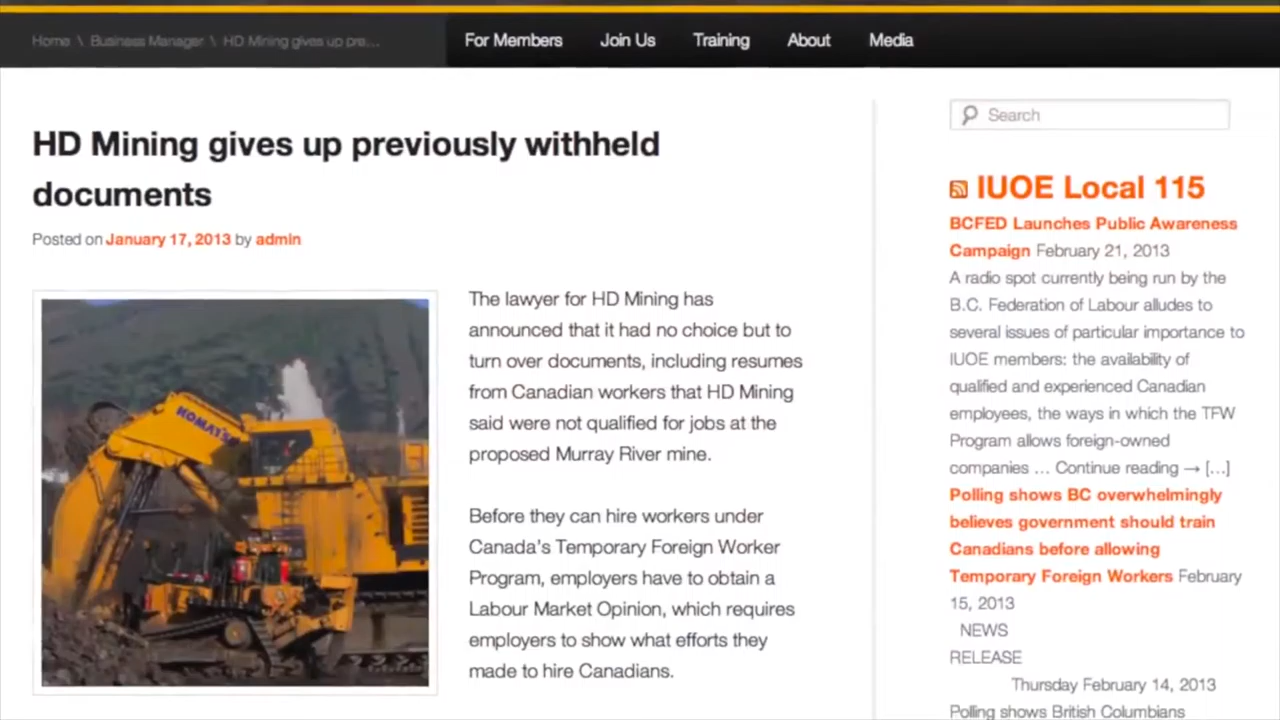 Home \ Business Manager \ HD Mining gives up pre...
For Members Join Us Training About Media
HD Mining gives up previously withheld
documents
Posted on January 17, 2013 by admin
KOMATSU
The lawyer for HD Mining has
announced that it had no choice but to
turn over documents, including resumes
from Canadian workers that HD Mining
said were not qualified for jobs at the
proposed Murray River mine.
Before they can hire workers under
Canada's Temporary Foreign Worker
Program, employers have to obtain a
Labour Market Opinion, which requires
employers to show what efforts they
made to hire Canadians.
Search
IUOE Local 115
BCFED Launches Public Awareness
Campaign February 21, 2013
A radio spot currently being run by the
B.C. Federation of Labour alludes to
several issues of particular importance to
IUOE members: the availability of
qualified and experienced Canadian
employees, the ways in which the TFW
Program allows foreign-owned
companies … Continue reading → [...]
Polling shows BC overwhelmingly
believes government should train
Canadians before allowing
Temporary Foreign Workers February
15, 2013
NEWS
RELEASE
Thursday February 14, 2013
Polling shows British Columbians